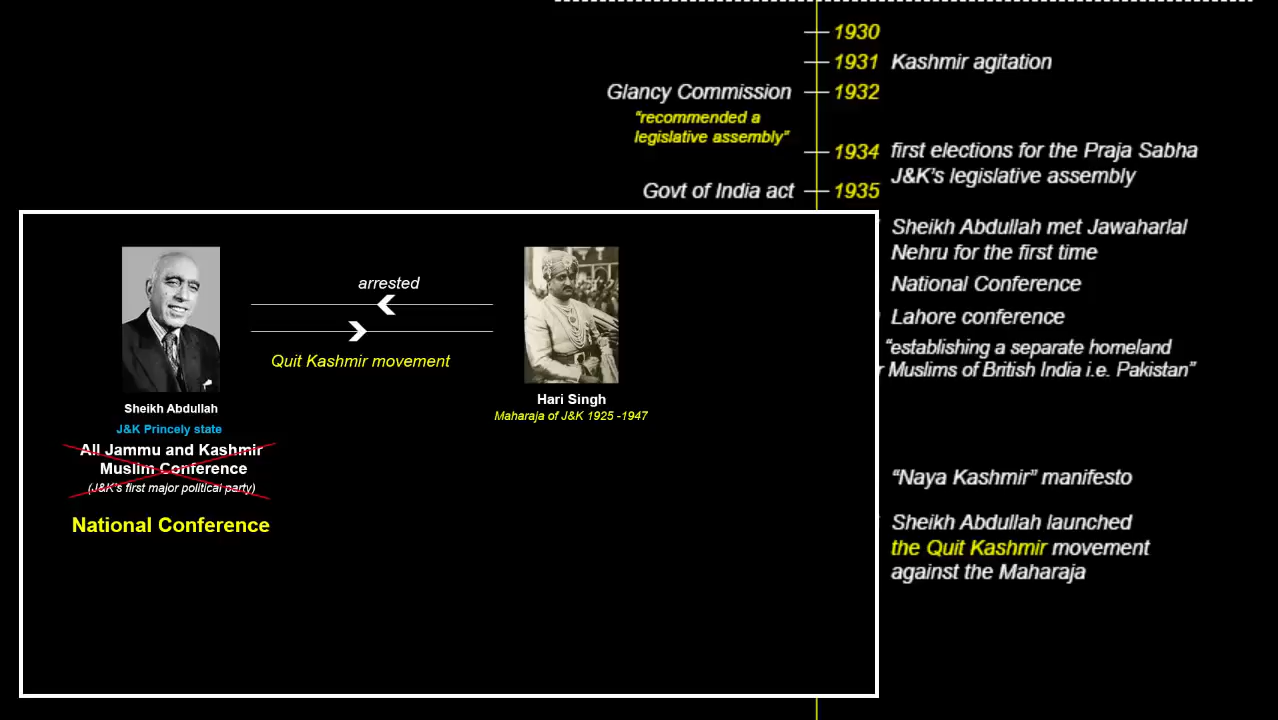 1930
1931 Kashmir agitation
Glancy Commission 1932
“recommended a
legislative assembly”
1934 first elections for the Praja Sabha
J&K’s legislative assembly
Govt of India act 1935
Sheikh Abdullah met Jawaharlal
Nehru for the first time
National Conference
Lahore conference
“establishing a separate homeland
r Muslims of British India i.e. Pakistan”
“Naya Kashmir” manifesto
Sheikh Abdullah launched
the Quit Kashmir movement
against the Maharaja
arrested
Quit Kashmir movement
Sheikh Abdullah
J&K Princely state
All Jammu and Kashmir
Muslim Conference
(J&K’s first major political party)
National Conference
Hari Singh
Maharaja of J&K 1925 -1947